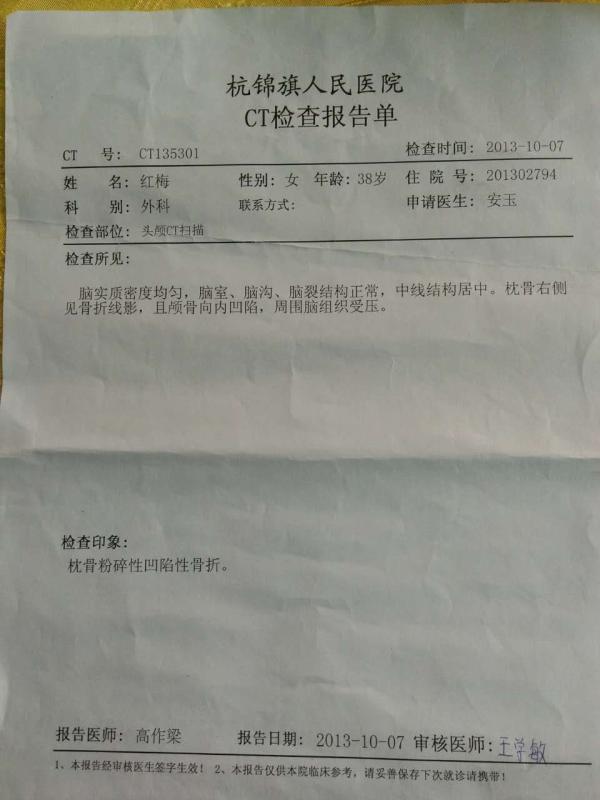 杭锦旗人民医院
CT检查报告单
CT 号: CT135301 检查时间: 2013-10-07
姓 名: 红梅 性别: 女 年龄: 38岁 住 院 号: 201302794
科 别: 外科 联系方式: 申请医生: 安玉
检查部位: 头颅CT扫描
检查所见:
脑实质密度均匀，脑室、脑沟、脑裂结构正常，中线结构居中。枕骨右侧
见骨折线影，且颅骨向内凹陷，周围脑组织受压。
检查印象:
枕骨粉碎性凹陷性骨折。
报告医师: 高作梁 报告日期: 2013-10-07 审核医师: 王学敏
1、本报告经审核医生签字生效! 2、本报告仅供本院临床参考，请妥善保存下次就诊请携带!